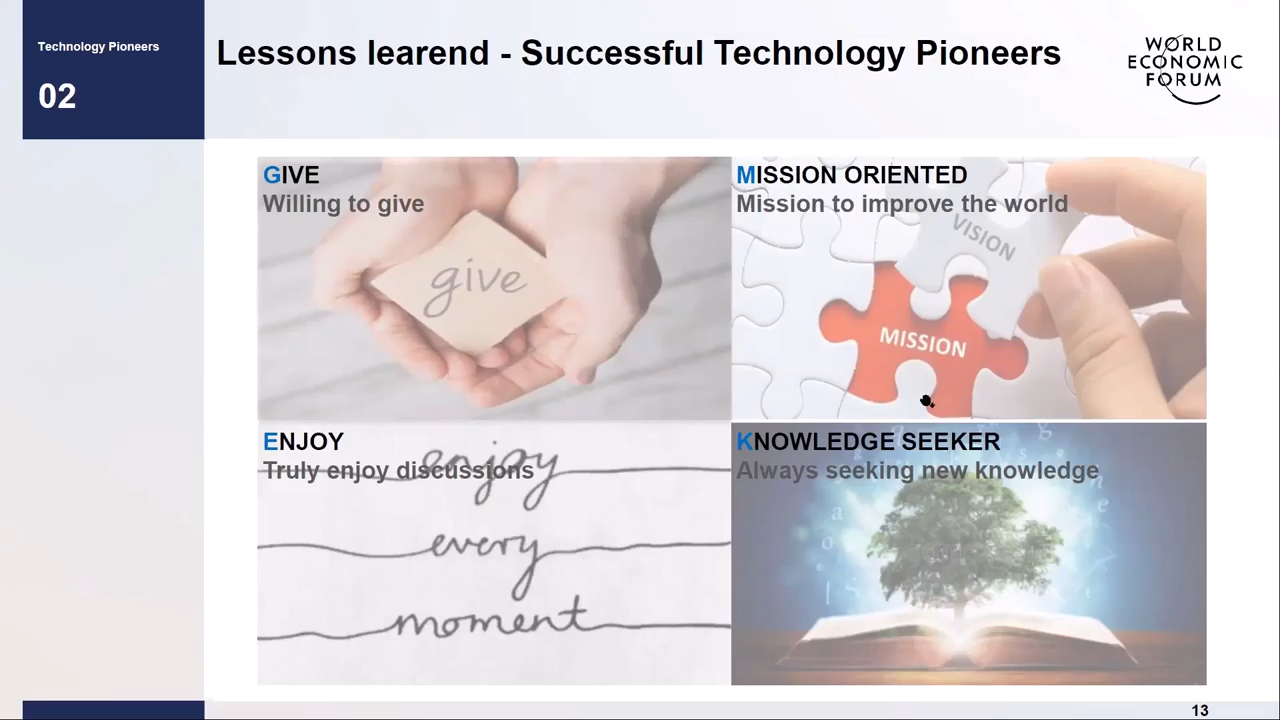 Technology Pioneers
02
Lessons learend - Successful Technology Pioneers
WORLD
ECONOMIC
FORUM
GIVE
Willing to give
give
MISSION ORIENTED
Mission to improve the world
VISION
MISSION
ENJOY
Truly enjoy discussions
enjoy
every
moment
KNOWLEDGE SEEKER
Always seeking new knowledge
13